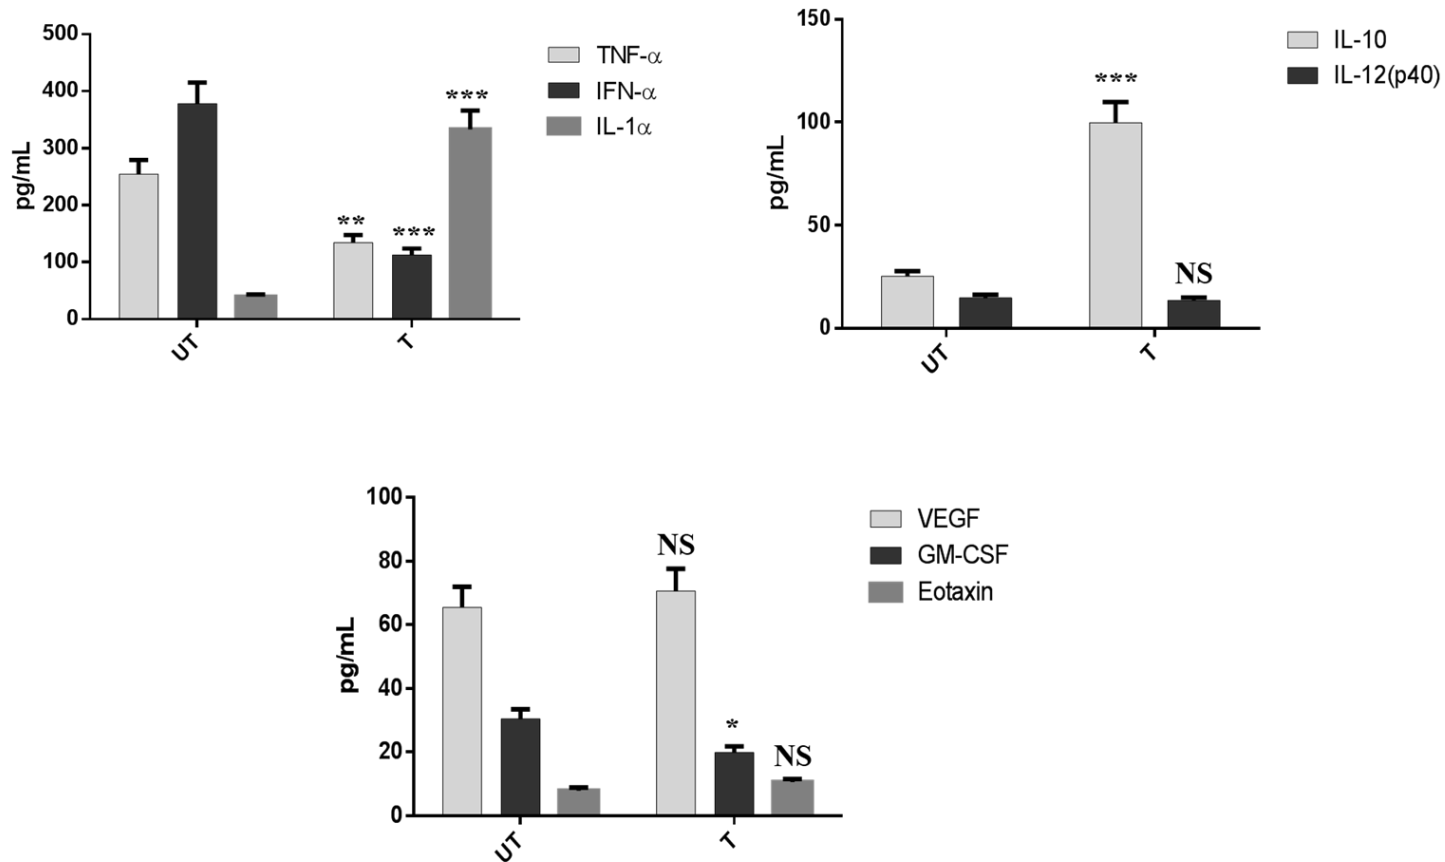 500
400
300
200
100
0
pg/mL
** *** ***
UT T
TNF-α
IFN-α
IL-1α
150
100
50
0
pg/mL
***
NS
UT T
IL-10
IL-12(p40)
100
80
60
40
20
0
pg/mL
NS
*
NS
UT T
VEGF
GM-CSF
Eotaxin